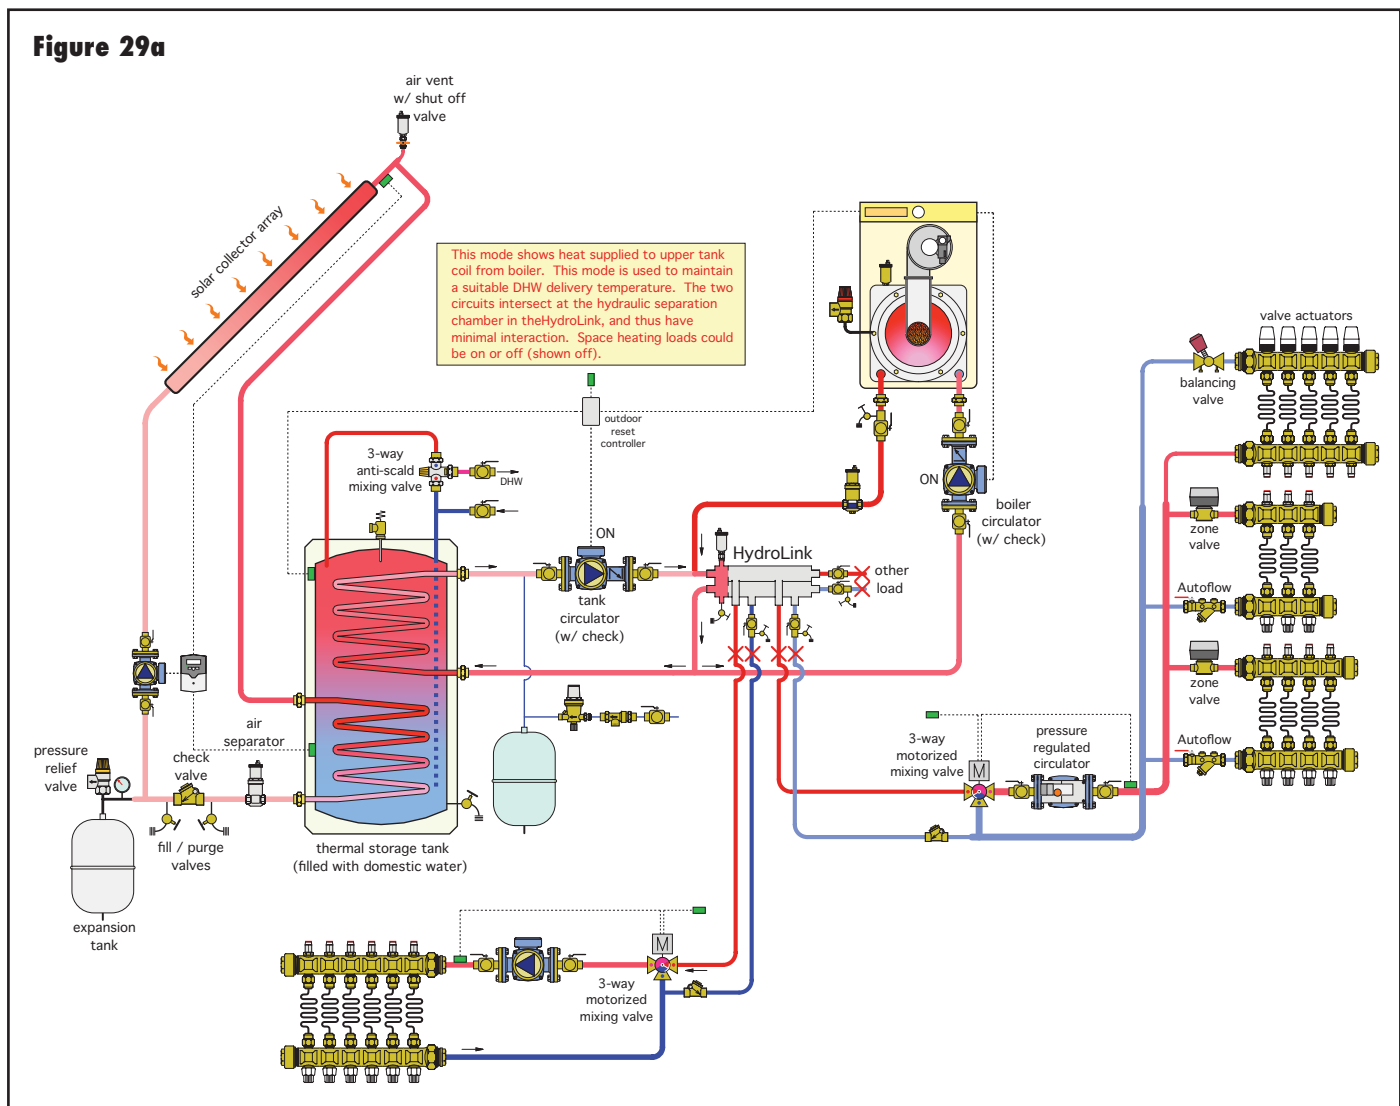 Figure 29a
air vent
w/ shut off
valve
solar collector array
This mode shows heat supplied to upper tank
coil from boiler. This mode is used to maintain
a suitable DHW delivery temperature. The two
circuits intersect at the hydraulic separation
chamber in theHydroLink, and thus have
minimal interaction. Space heating loads could
be on or off (shown off).
valve actuators
balancing
valve
outdoor
reset
controller
3-way
anti-scald
mixing valve
DHW
ON
boiler
circulator
(w/ check)
zone
valve
ON
HydroLink
other
load
tank
circulator
(w/ check)
Autoflow
zone
valve
air
separator
pressure
relief
valve
check
valve
3-way
motorized
mixing valve
M
pressure
regulated
circulator
Autoflow
fill / purge
valves
thermal storage tank
(filled with domestic water)
expansion
tank
M
3-way
motorized
mixing valve